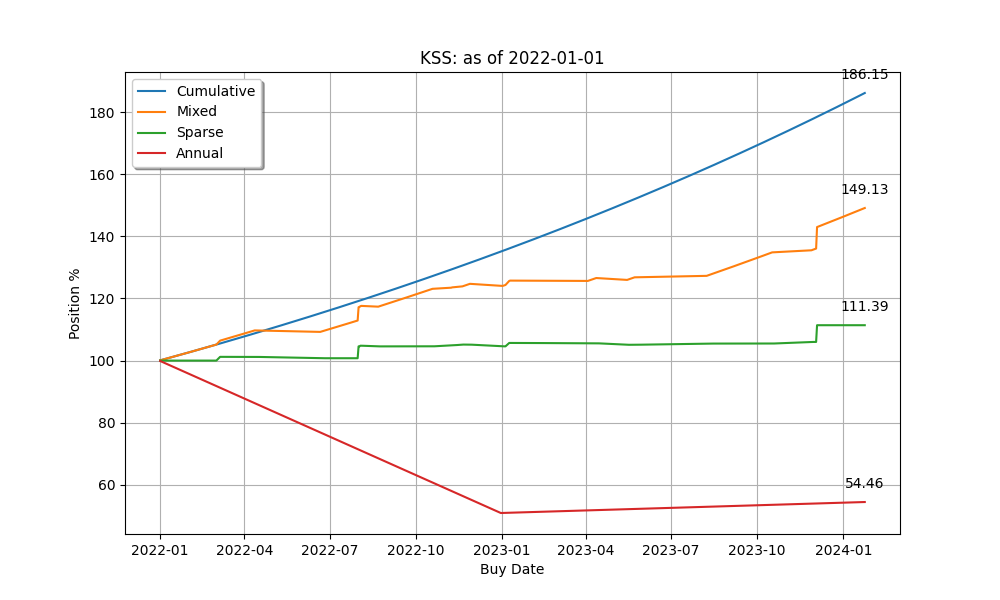 KSS: as of 2022-01-01
186.15
Cumulative
Mixed
Sparse
Annual
149.13
111.39
54.46
Position %
180
160
140
120
100
80
60
2022-01 2022-04 2022-07 2022-10 2023-01 2023-04 2023-07 2023-10 2024-01
Buy Date